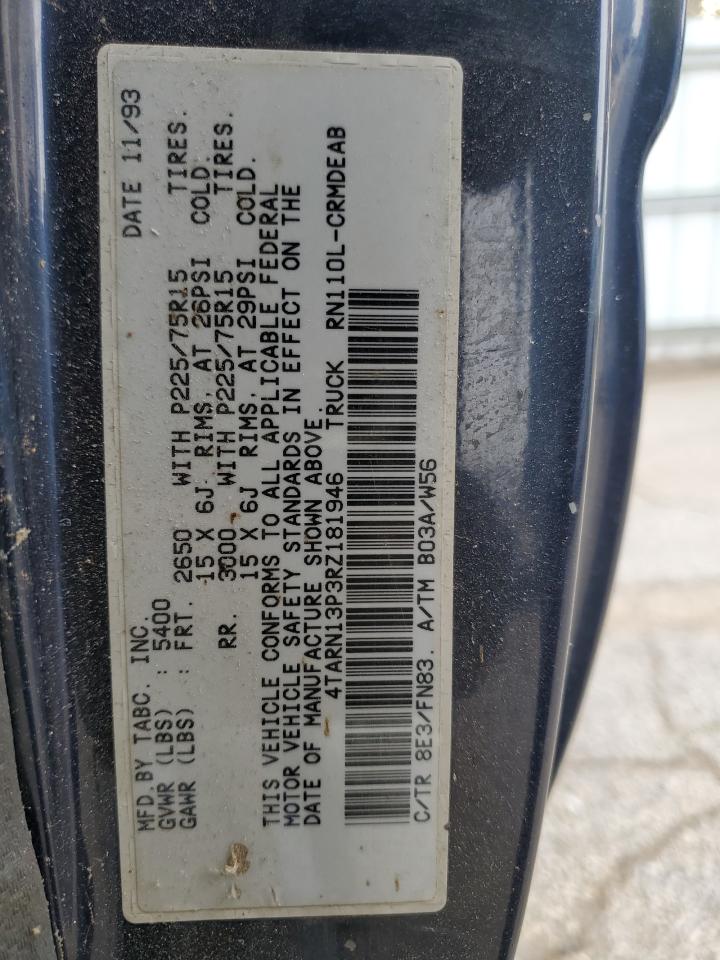 MFD.BY TABC. INC. DATE 11/93
GVWR (LBS) : 5400
GAWR (LBS) : FRT. 2650 WITH P225/75R15 TIRES.
15 X 6J RIMS, AT 26PSI COLD.
RR. 3000 WITH P225/75R15 TIRES.
15 X 6J RIMS, AT 29PSI COLD.
THIS VEHICLE CONFORMS TO ALL APPLICABLE FEDERAL
MOTOR VEHICLE SAFETY STANDARDS IN EFFECT ON THE
DATE OF MANUFACTURE SHOWN ABOVE.
4TARN13P3RZ181946 TRUCK RN110L-CRMDEAB
C/TR 8E3/FN83. A/TM B03A/W56